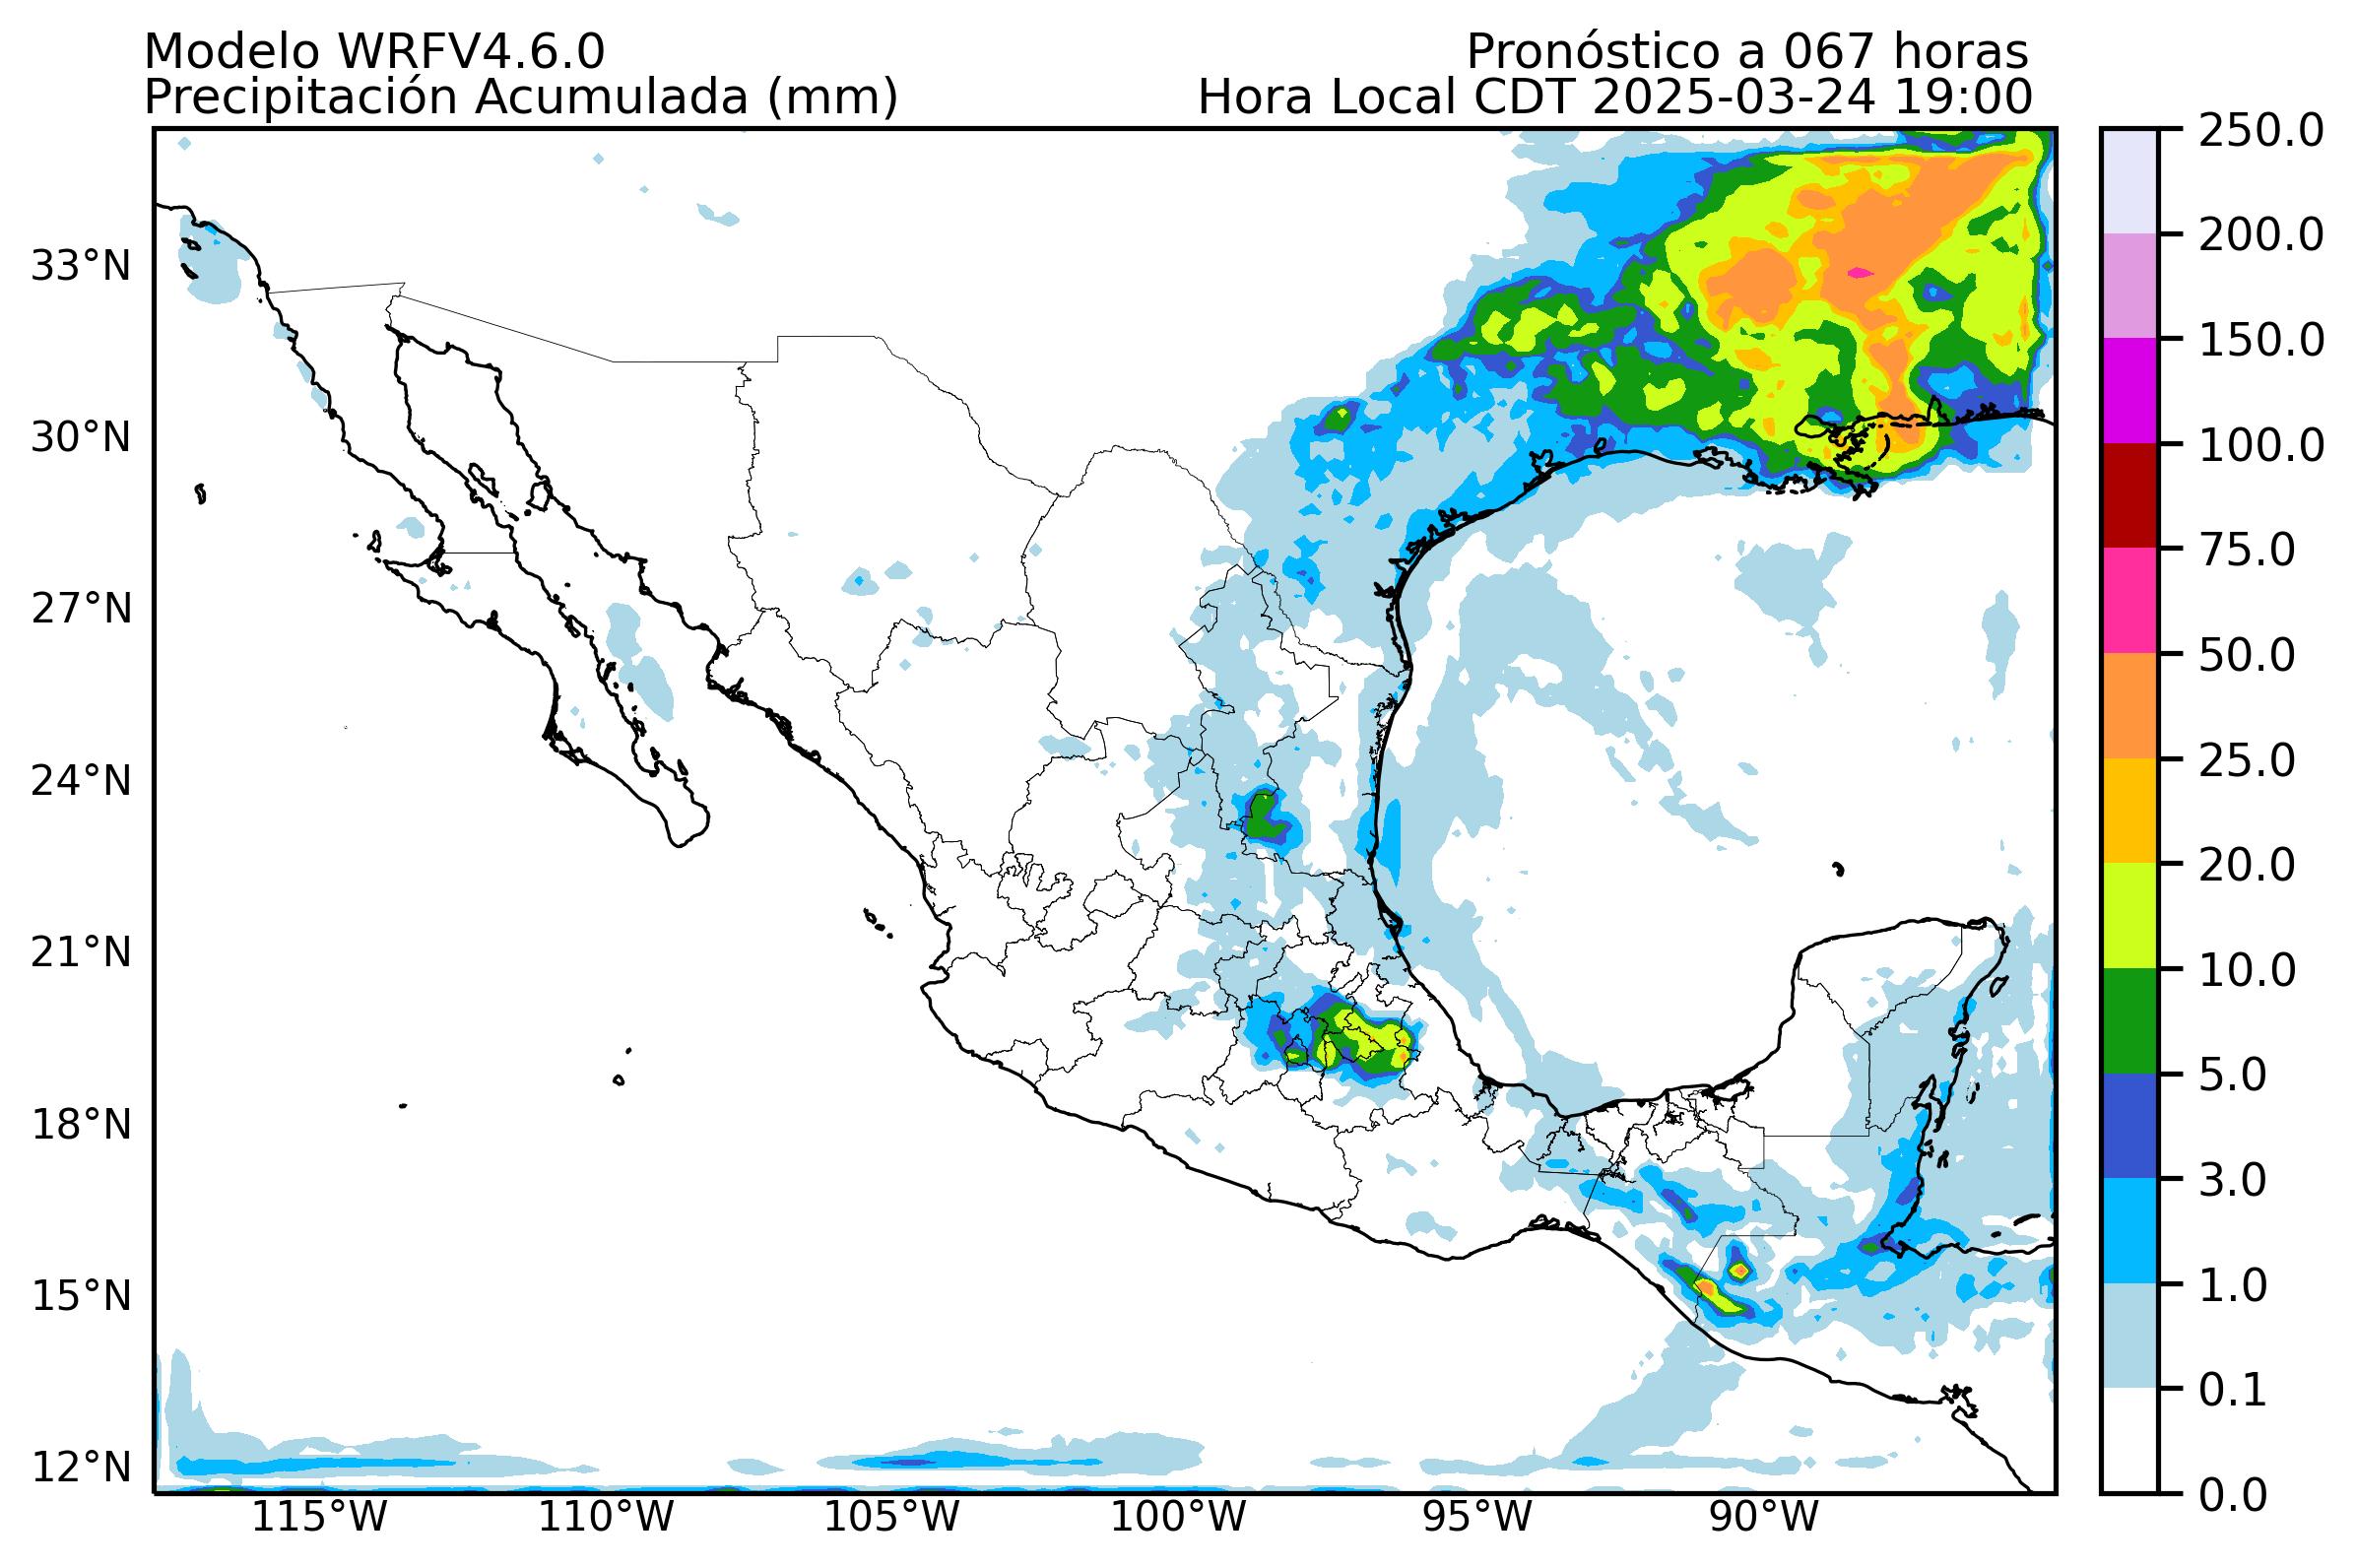 Modelo WRFV4.6.0
Pronóstico a 067 horas
Precipitación Acumulada (mm)
Hora Local CDT 2025-03-24 19:00
33°N
30°N
27°N
24°N
21°N
18°N
15°N
12°N
115°W
110°W
105°W
100°W
95°W
90°W
250.0
200.0
150.0
100.0
75.0
50.0
25.0
20.0
10.0
5.0
3.0
1.0
0.1
0.0